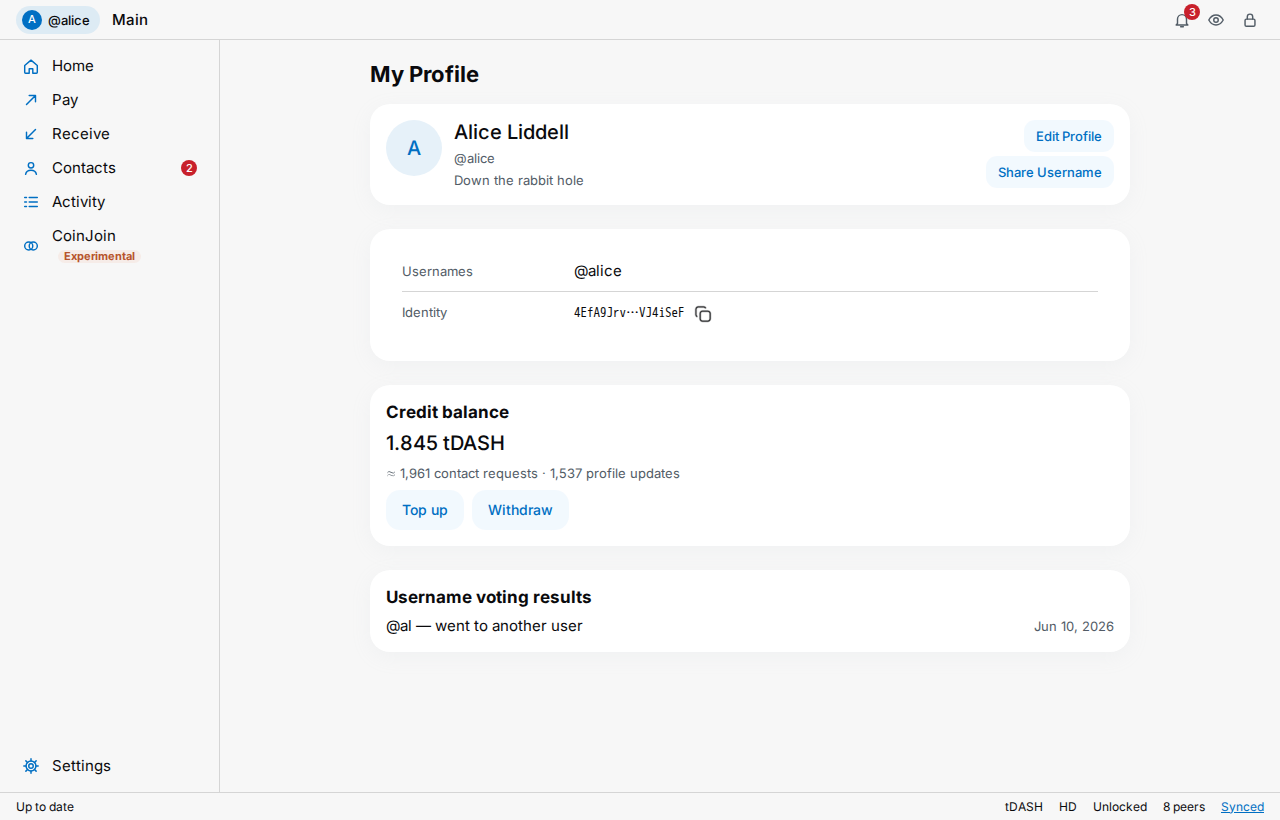 A @alice Main 3
Home
Pay
Receive
Contacts 2
Activity
CoinJoin
Experimental
Settings
My Profile
A
Alice Liddell
@alice
Down the rabbit hole
Edit Profile
Share Username
Usernames @alice
Identity 4EfA9Jrv···VJ4iSeF
Credit balance
1.845 tDASH
≈ 1,961 contact requests · 1,537 profile updates
Top up Withdraw
Username voting results
@al — went to another user Jun 10, 2026
Up to date tDASH HD Unlocked 8 peers Synced